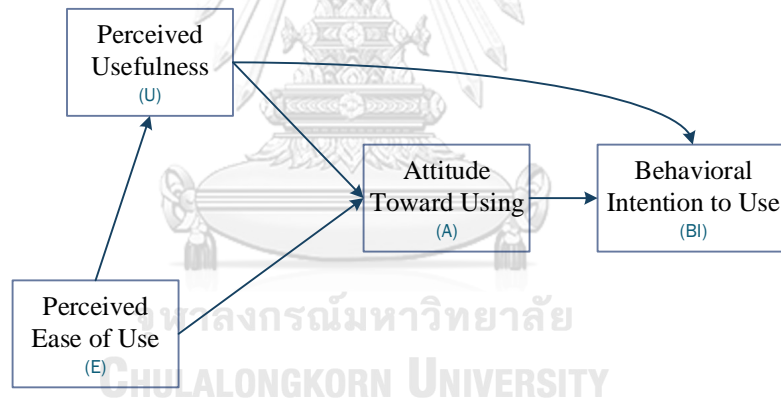 Perceived
Usefulness
(U)
Attitude
Toward Using
(A)
Behavioral
Intention to Use
(BI)
Perceived
Ease of Use
(E)
จุฬาลงกรณ์มหาวิทยาลัย
CHULALONGKORN UNIVERSITY